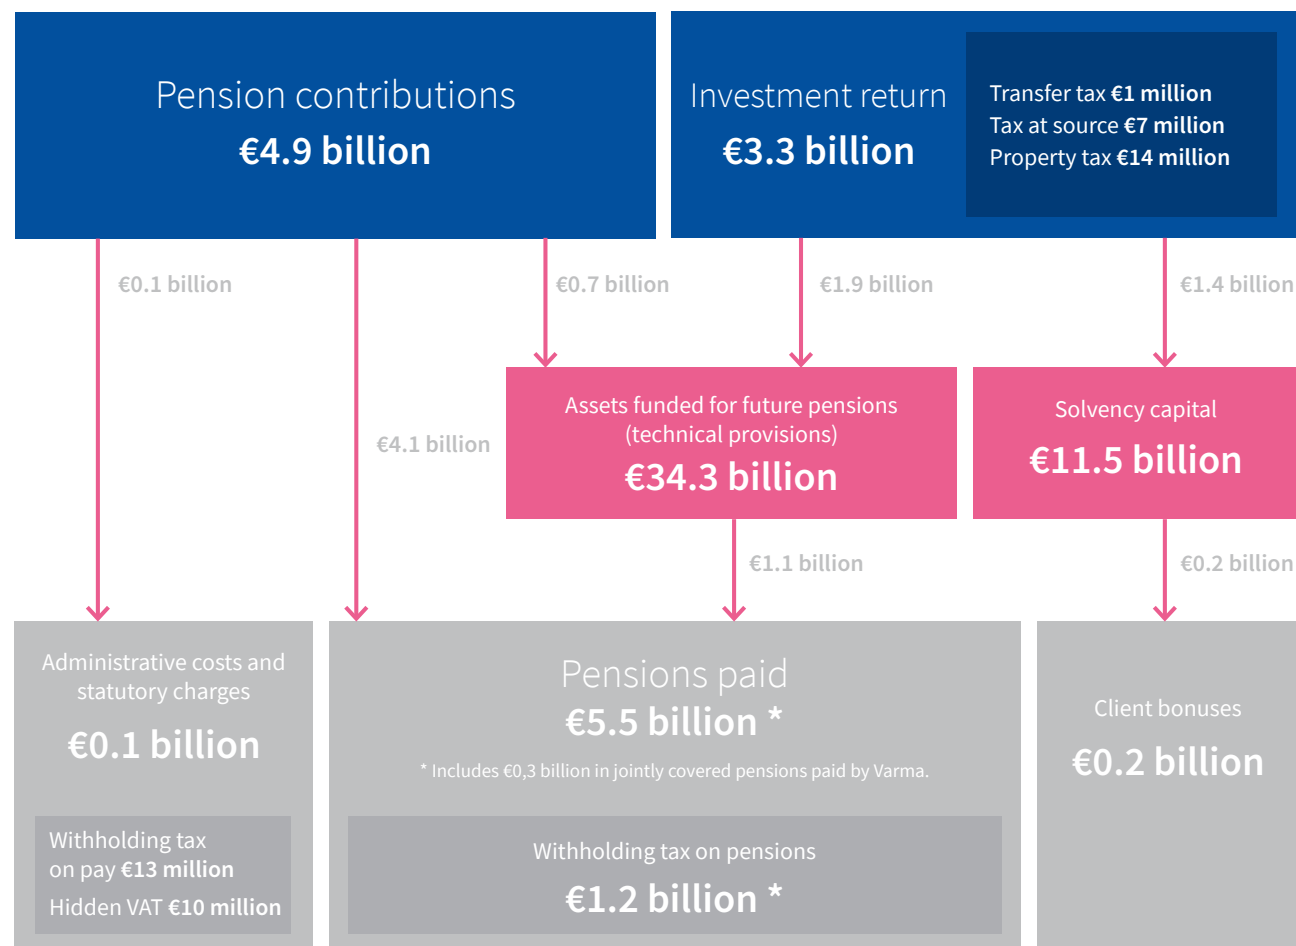 Pension contributions
€4.9 billion
Investment return
€3.3 billion
Transfer tax €1 million
Tax at source €7 million
Property tax €14 million
€0.1 billion
€0.7 billion
€1.9 billion
€1.4 billion
€4.1 billion
Assets funded for future pensions
(technical provisions)
€34.3 billion
Solvency capital
€11.5 billion
€1.1 billion
€0.2 billion
Administrative costs and
statutory charges
€0.1 billion
Withholding tax
on pay €13 million
Hidden VAT €10 million
Pensions paid
€5.5 billion *
* Includes €0,3 billion in jointly covered pensions paid by Varma.
Withholding tax on pensions
€1.2 billion *
Client bonuses
€0.2 billion